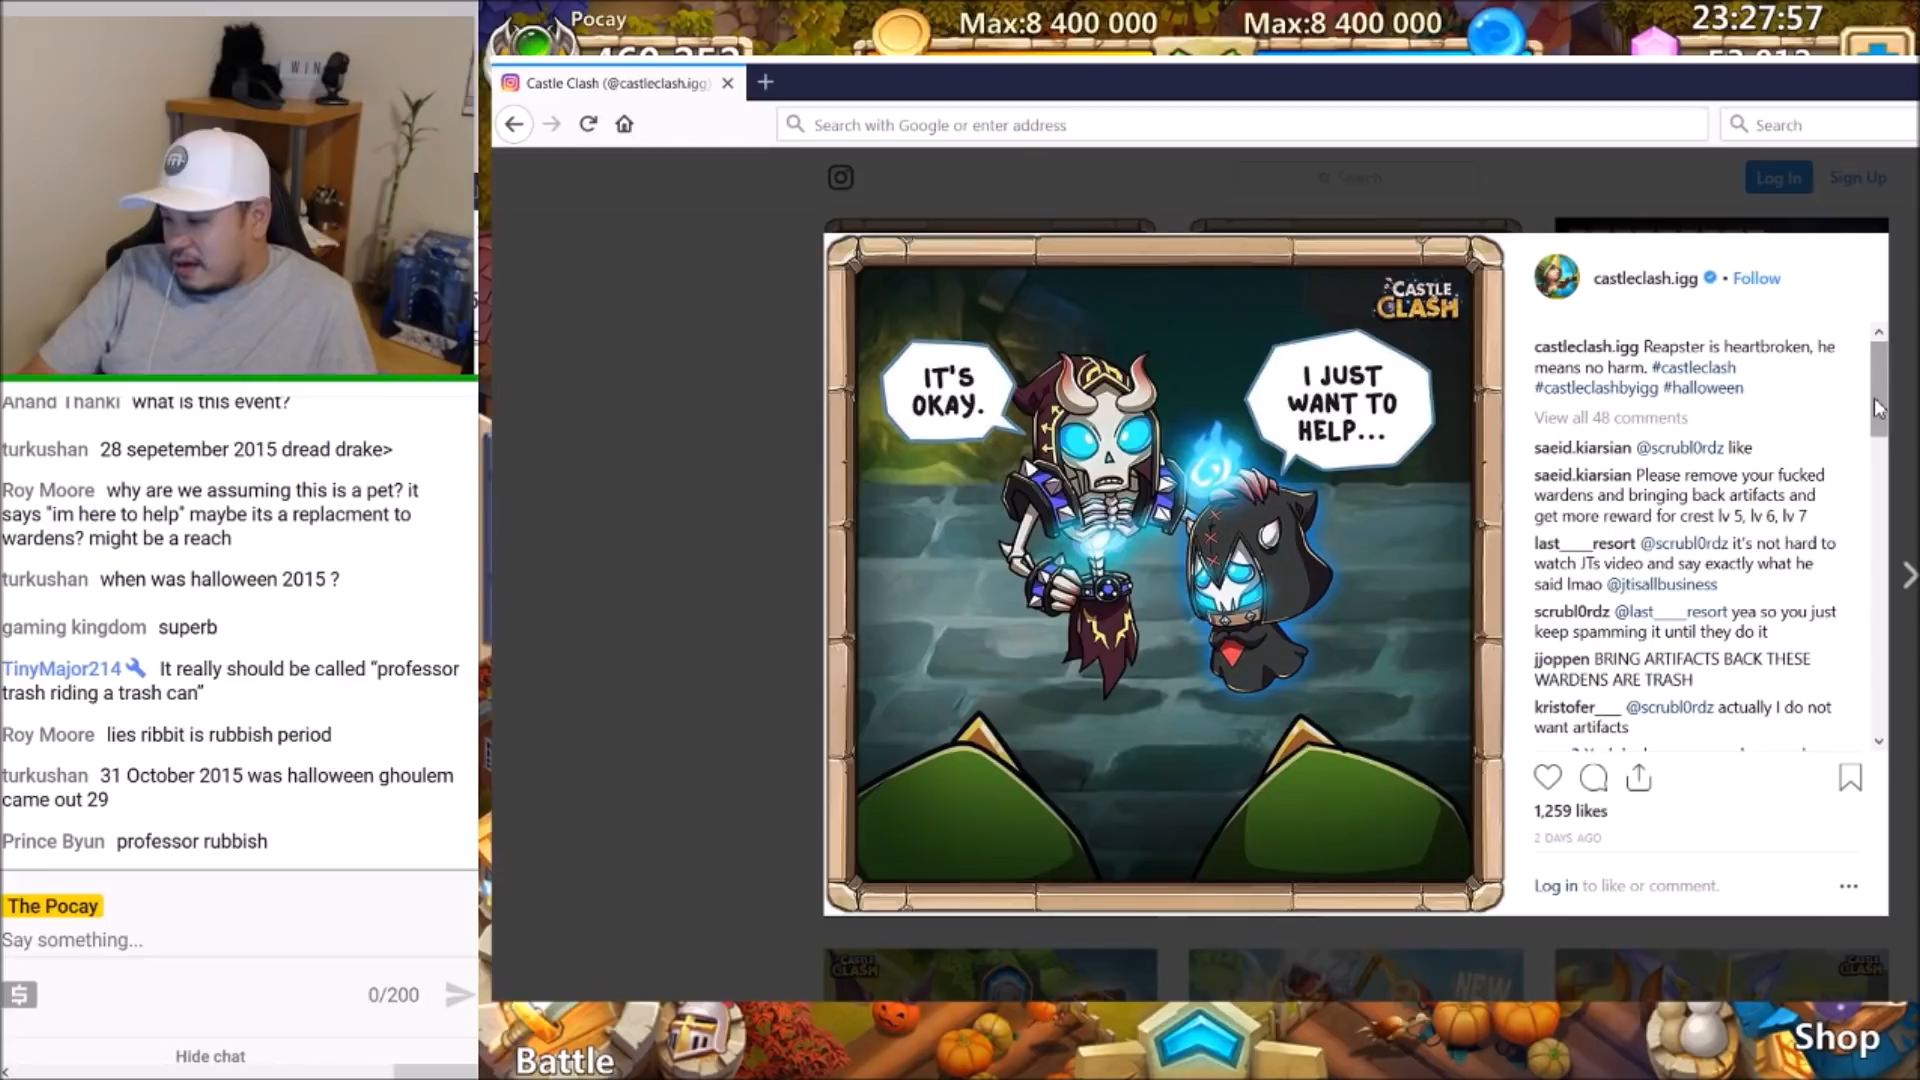 I WIN
Anand Thanki what is this event?
turkushan 28 sepetember 2015 dread drake>
Roy Moore why are we assuming this is a pet? it
says "im here to help" maybe its a replacment to
wardens? might be a reach
turkushan when was halloween 2015 ?
gaming kingdom superb
TinyMajor214 It really should be called “professor
trash riding a trash can”
Roy Moore lies ribbit is rubbish period
turkushan 31 October 2015 was halloween ghoulem
came out 29
Prince Byun professor rubbish
The Pocay
Say something...
0/200
Hide chat
Pocay
Max:8 400 000
Max:8 400 000
23:27:57
Castle Clash (@castleclash.igg)
Search with Google or enter address
Search
Search
Log In
Sign Up
CASTLE
CLASH
IT'S
OKAY.
I JUST
WANT TO
HELP...
castleclash.igg • Follow
castleclash.igg Reapster is heartbroken, he
means no harm. #castleclash
#castleclashbyigg #halloween
View all 48 comments
saeid.kiarsian @scrubl0rdz like
saeid.kiarsian Please remove your fucked
wardens and bringing back artifacts and
get more reward for crest lv 5, lv 6, lv 7
last____resort @scrubl0rdz it's not hard to
watch JTs video and say exactly what he
said lmao @jtisallbusiness
scrubl0rdz @last____resort yea so you just
keep spamming it until they do it
jjoppen BRING ARTIFACTS BACK THESE
WARDENS ARE TRASH
kristofer___ @scrubl0rdz actually I do not
want artifacts
1,259 likes
2 DAYS AGO
Log in to like or comment.
CASTLE
CLASH
NEW
CASTLE
CLASH
Battle
Shop